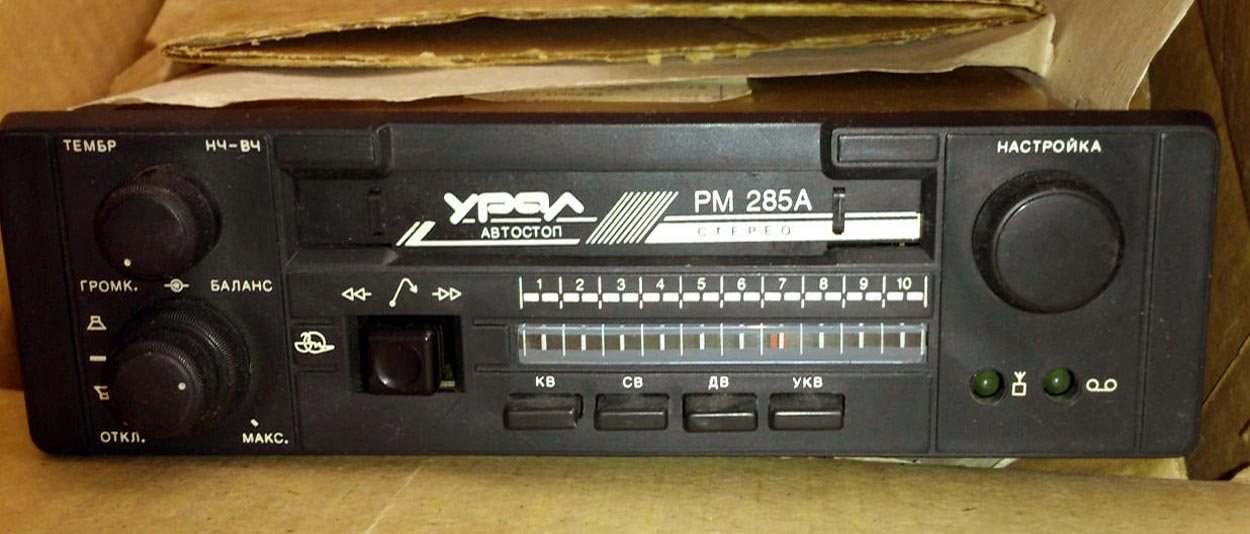 ТЕМБР НЧ-ВЧ
УРАЛ
АВТОСТОП
РМ 285А
СТЕРЕО
НАСТРОЙКА
ГРОМК. БАЛАНС
1 2 3 4 5 6 7 8 9 10
КВ СВ ДВ УКВ
ОТКЛ. МАКС.